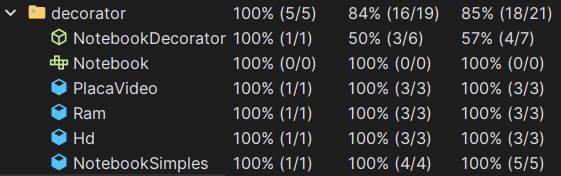 decorator 100% (5/5) 84% (16/19) 85% (18/21)
NotebookDecorator 100% (1/1) 50% (3/6) 57% (4/7)
Notebook 100% (0/0) 100% (0/0) 100% (0/0)
PlacaVideo 100% (1/1) 100% (3/3) 100% (3/3)
Ram 100% (1/1) 100% (3/3) 100% (3/3)
Hd 100% (1/1) 100% (3/3) 100% (3/3)
NotebookSimples 100% (1/1) 100% (4/4) 100% (5/5)